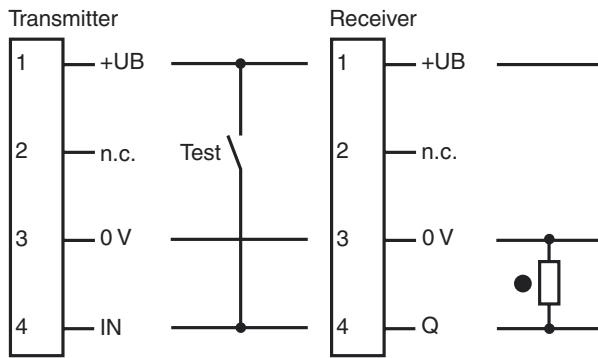 Transmitter
1 +UB
2 n.c.
Test
3 0 V
4 IN
Receiver
1 +UB
2 n.c.
3 0 V
4 Q